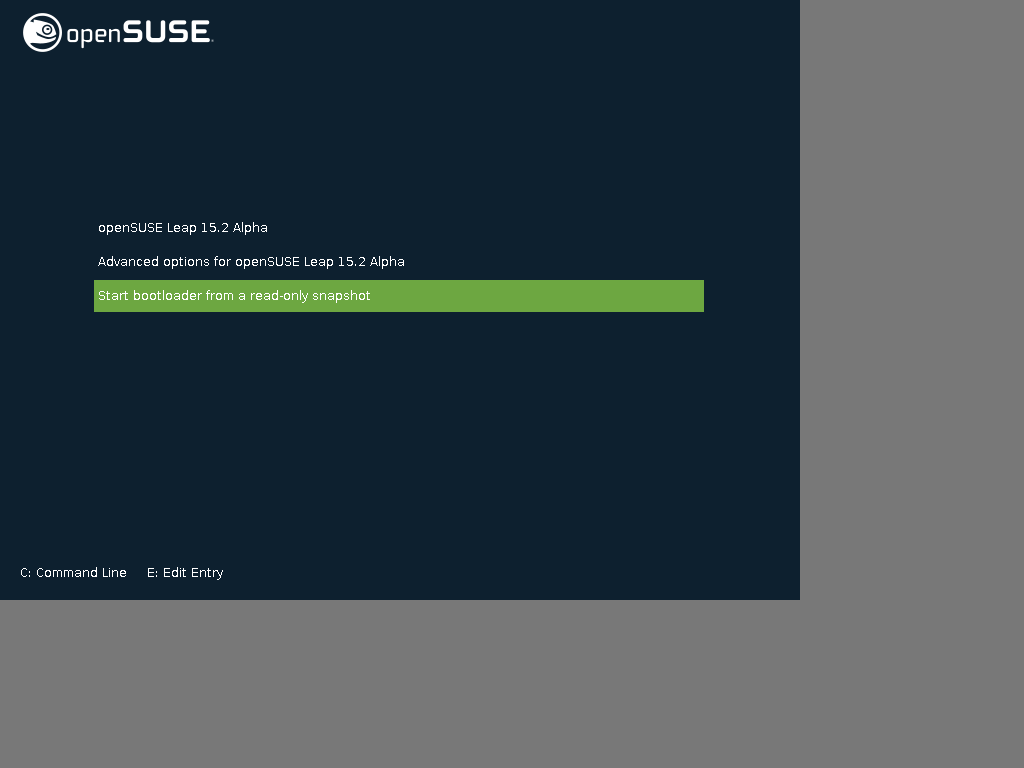 openSUSE.
openSUSE Leap 15.2 Alpha
Advanced options for openSUSE Leap 15.2 Alpha
Start bootloader from a read-only snapshot
C: Command Line E: Edit Entry